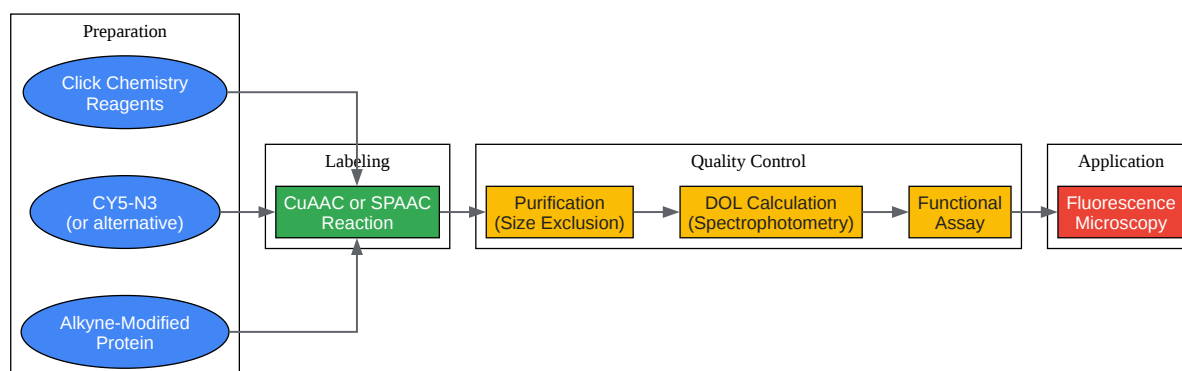 Preparation
Click Chemistry
Reagents
CY5-N3
(or alternative)
Alkyne-Modified
Protein
Labeling
CuAAC or SPAAC
Reaction
Quality Control
Purification
(Size Exclusion)
DOL Calculation
(Spectrophotometry)
Functional
Assay
Application
Fluorescence
Microscopy